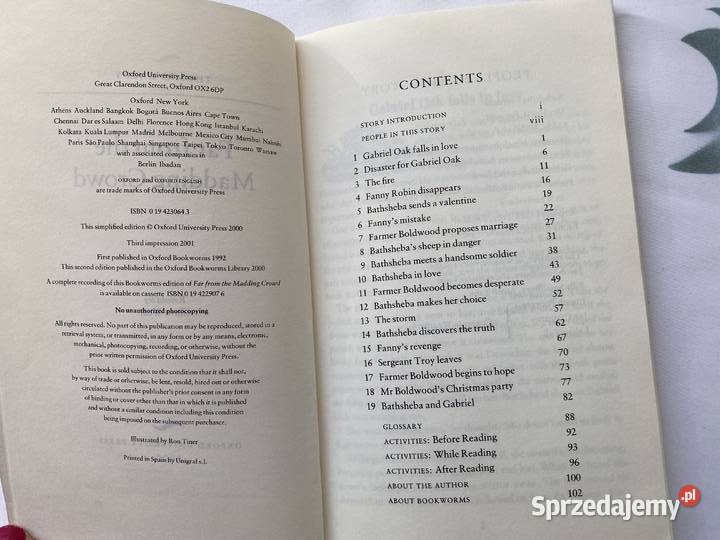 Oxford University Press
Great Clarendon Street, Oxford OX2 6DP
Oxford New York
Athens Auckland Bangkok Bogotá Buenos Aires Cape Town
Chennai Dar es Salaam Delhi Florence Hong Kong Istanbul Karachi
Kolkata Kuala Lumpur Madrid Melbourne Mexico City Mumbai Nairobi
Paris São Paulo Shanghai Singapore Taipei Tokyo Toronto Warsaw
with associated companies in
Berlin Ibadan
OXFORD and OXFORD ENGLISH
are trade marks of Oxford University Press
ISBN 0 19 423064 3
This simplified edition © Oxford University Press 2000
Third impression 2001
First published in Oxford Bookworms 1992
This second edition published in the Oxford Bookworms Library 2000
A complete recording of this Bookworms edition of Far from the Madding Crowd
is available on cassette ISBN 0 19 422907 6
No unauthorized photocopying
All rights reserved. No part of this publication may be reproduced, stored in a
retrieval system, or transmitted, in any form or by any means, electronic,
mechanical, photocopying, recording, or otherwise, without the
prior written permission of Oxford University Press.
This book is sold subject to the condition that it shall not,
by way of trade or otherwise, be lent, resold, hired out or otherwise
circulated without the publisher's prior consent in any form
of binding or cover other than that in which it is published
and without a similar condition including this condition
being imposed on the subsequent purchaser.
Illustrated by Ron Tiner
Printed in Spain by Unigraf s.l.
CONTENTS
STORY INTRODUCTION i
PEOPLE IN THIS STORY viii
1 Gabriel Oak falls in love 1
2 Disaster for Gabriel Oak 6
3 The fire 11
4 Fanny Robin disappears 16
5 Bathsheba sends a valentine 19
6 Fanny's mistake 22
7 Farmer Boldwood proposes marriage 27
8 Bathsheba's sheep in danger 31
9 Bathsheba meets a handsome soldier 38
10 Bathsheba in love 43
11 Farmer Boldwood becomes desperate 49
12 Bathsheba makes her choice 52
13 The storm 57
14 Bathsheba discovers the truth 62
15 Fanny's revenge 67
16 Sergeant Troy leaves 70
17 Farmer Boldwood begins to hope 73
18 Mr Boldwood's Christmas party 77
19 Bathsheba and Gabriel 82
GLOSSARY 88
ACTIVITIES: Before Reading 92
ACTIVITIES: While Reading 93
ACTIVITIES: After Reading 96
ABOUT THE AUTHOR 100
ABOUT BOOKWORMS 102
Sprzedajemy.pl